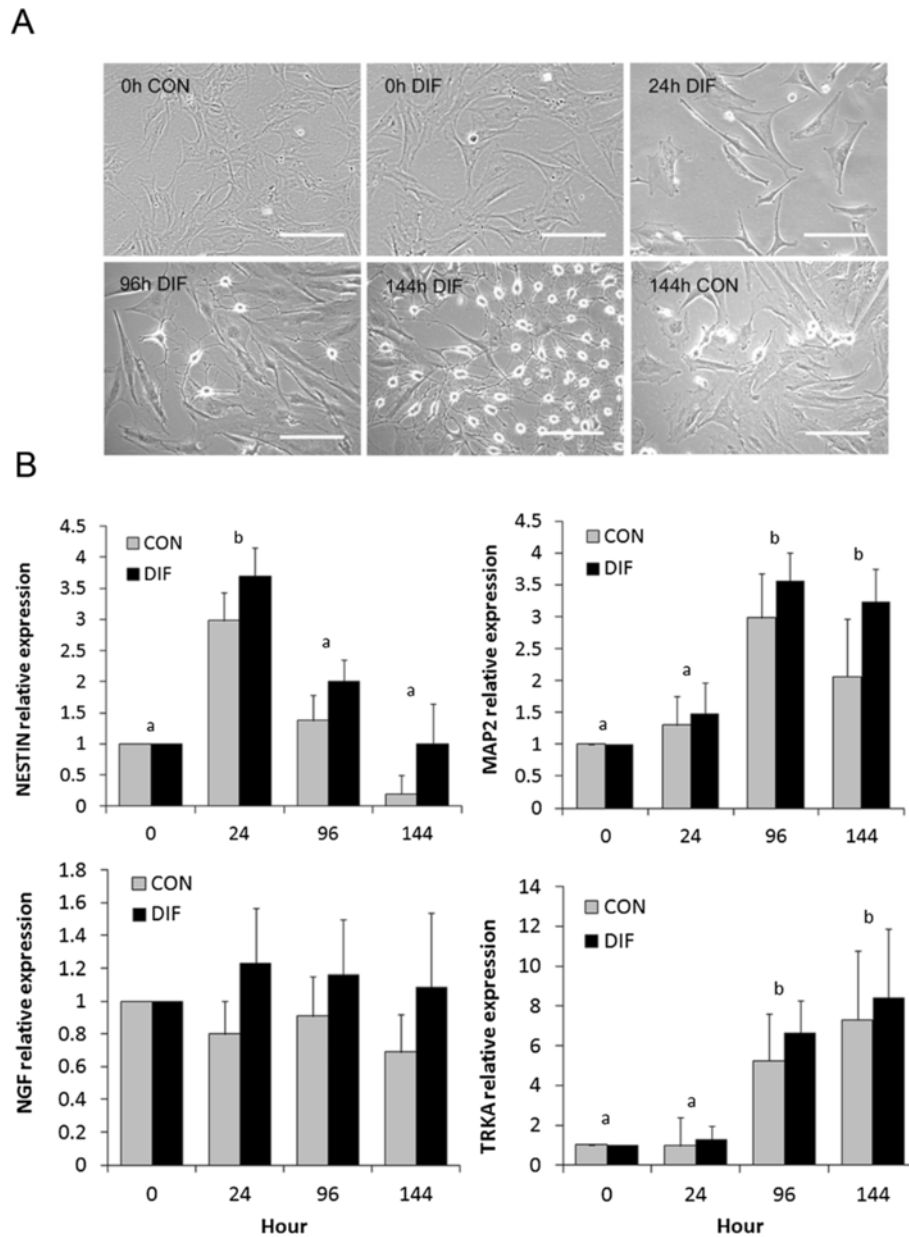 A
0h CON
0h DIF
24h DIF
96h DIF
144h DIF
144h CON
B
NESTIN relative expression
4.5
4
3.5
3
2.5
2
1.5
1
0.5
0
CON
DIF
a
b
a
a
0 24 96 144
MAP2 relative expression
4.5
4
3.5
3
2.5
2
1.5
1
0.5
0
CON
DIF
a
a
b
b
0 24 96 144
NGF relative expression
1.8
1.6
1.4
1.2
1
0.8
0.6
0.4
0.2
0
CON
DIF
0 24 96 144
Hour
TRKA relative expression
14
12
10
8
6
4
2
0
CON
DIF
a
a
b
b
0 24 96 144
Hour